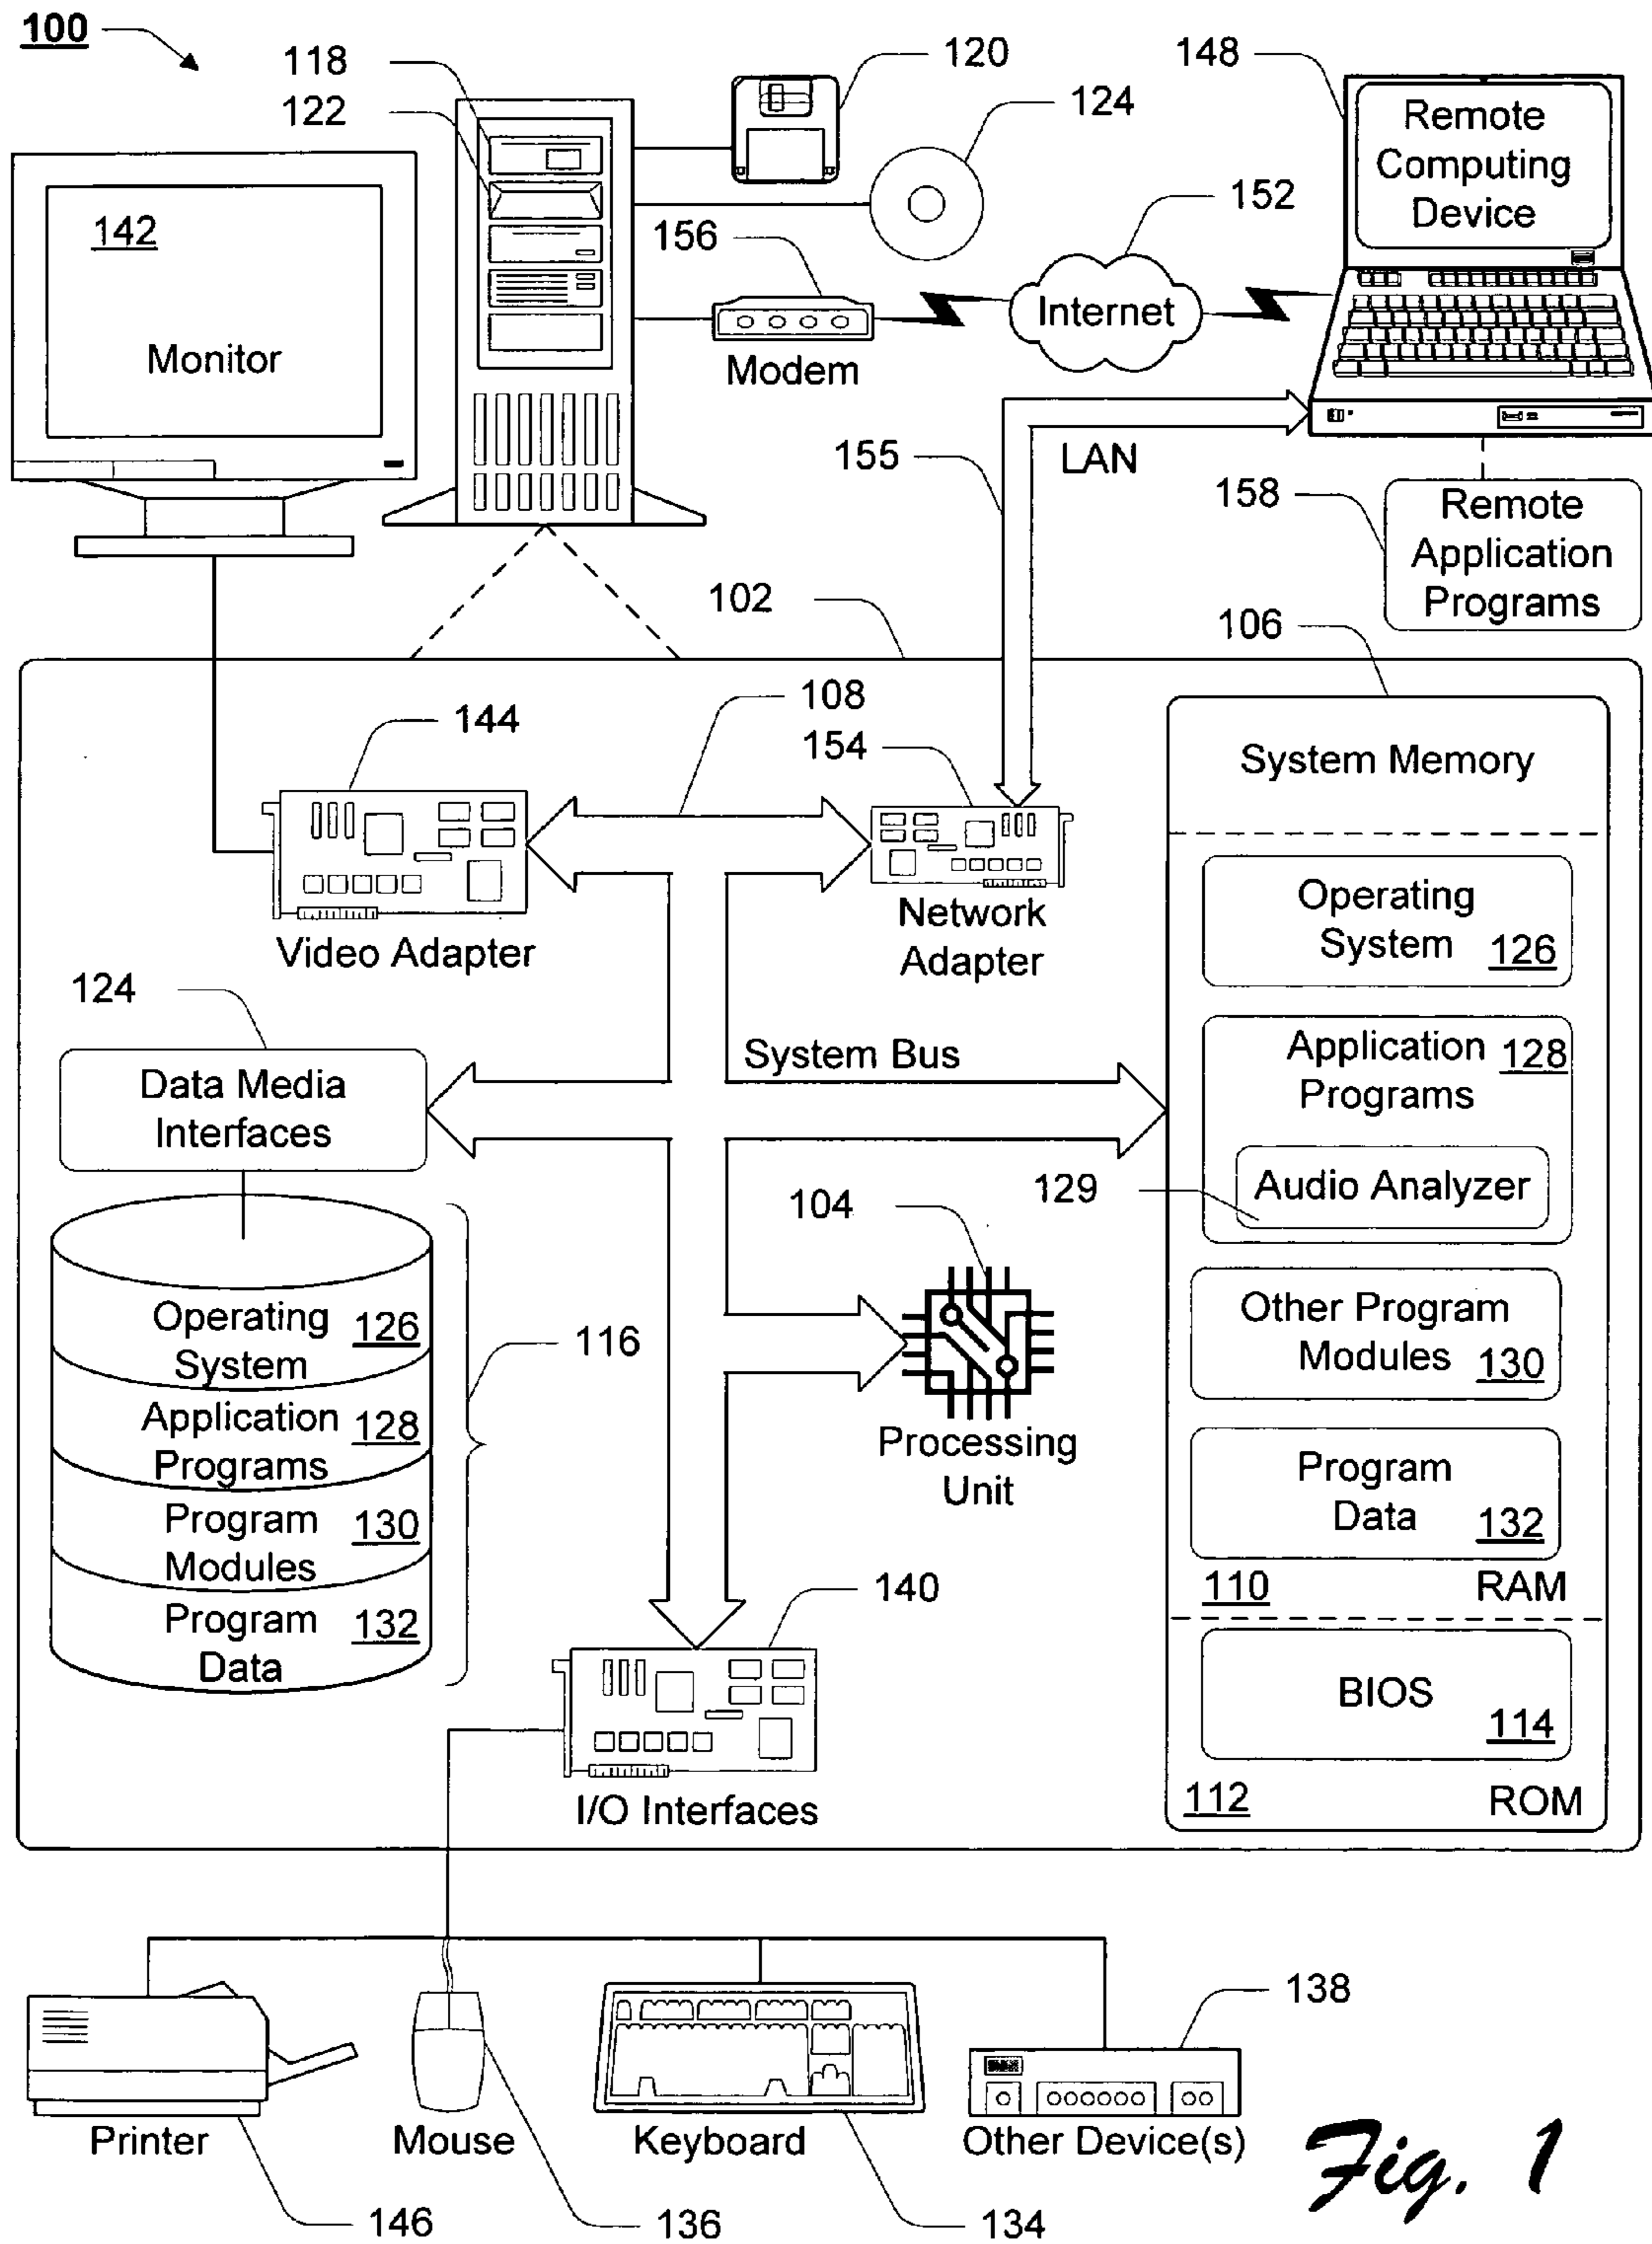 100
118
122
120
124
148
Remote
Computing
Device
142
Monitor
156
Modem
152
Internet
155
LAN
158
Remote
Application
Programs
102
106
144
108
154
System Memory
Video Adapter
Network
Adapter
Operating
System 126
124
Data Media
Interfaces
System Bus
Application 128
Programs
129
Audio Analyzer
104
Processing
Unit
Other Program
Modules 130
Program
Data 132
110 RAM
BIOS
114
112 ROM
Operating 126
System
Application 128
Programs
Program 130
Modules
Program 132
Data
116
140
I/O Interfaces
138
Printer
Mouse
Keyboard
Other Device(s)
146
136
134
Fig. 1